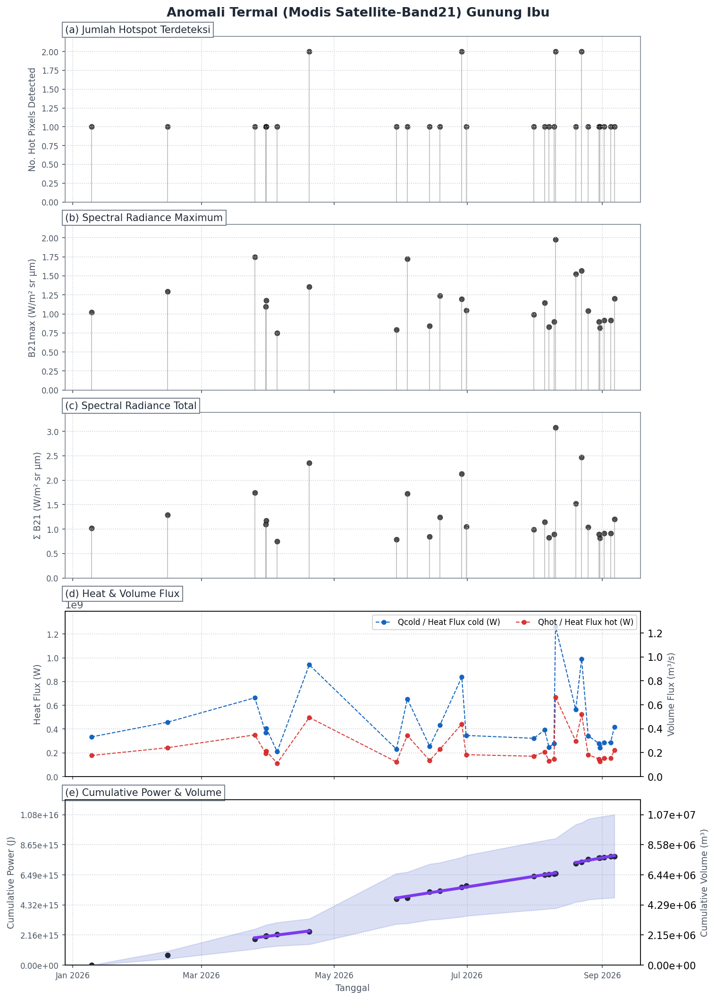 Anomali Termal (Modis Satellite-Band21) Gunung Ibu
(a) Jumlah Hotspot Terdeteksi
No. Hot Pixels Detected
2.00
1.75
1.50
1.25
1.00
0.75
0.50
0.25
0.00
(b) Spectral Radiance Maximum
B21max (W/m² sr µm)
2.00
1.75
1.50
1.25
1.00
0.75
0.50
0.25
0.00
(c) Spectral Radiance Total
Σ B21 (W/m² sr µm)
3.0
2.5
2.0
1.5
1.0
0.5
0.0
(d) Heat & Volume Flux
1e9
Qcold / Heat Flux cold (W)
Qhot / Heat Flux hot (W)
Heat Flux (W)
1.2
1.0
0.8
0.6
0.4
0.2
0.0
1.2
1.0
0.8
0.6
0.4
0.2
0.0
Volume Flux (m³/s)
(e) Cumulative Power & Volume
Cumulative Power (J)
1.08e+16
8.65e+15
6.49e+15
4.32e+15
2.16e+15
0.00e+00
1.07e+07
8.58e+06
6.44e+06
4.29e+06
2.15e+06
0.00e+00
Cumulative Volume (m³)
Jan 2026
Mar 2026
May 2026
Jul 2026
Sep 2026
Tanggal